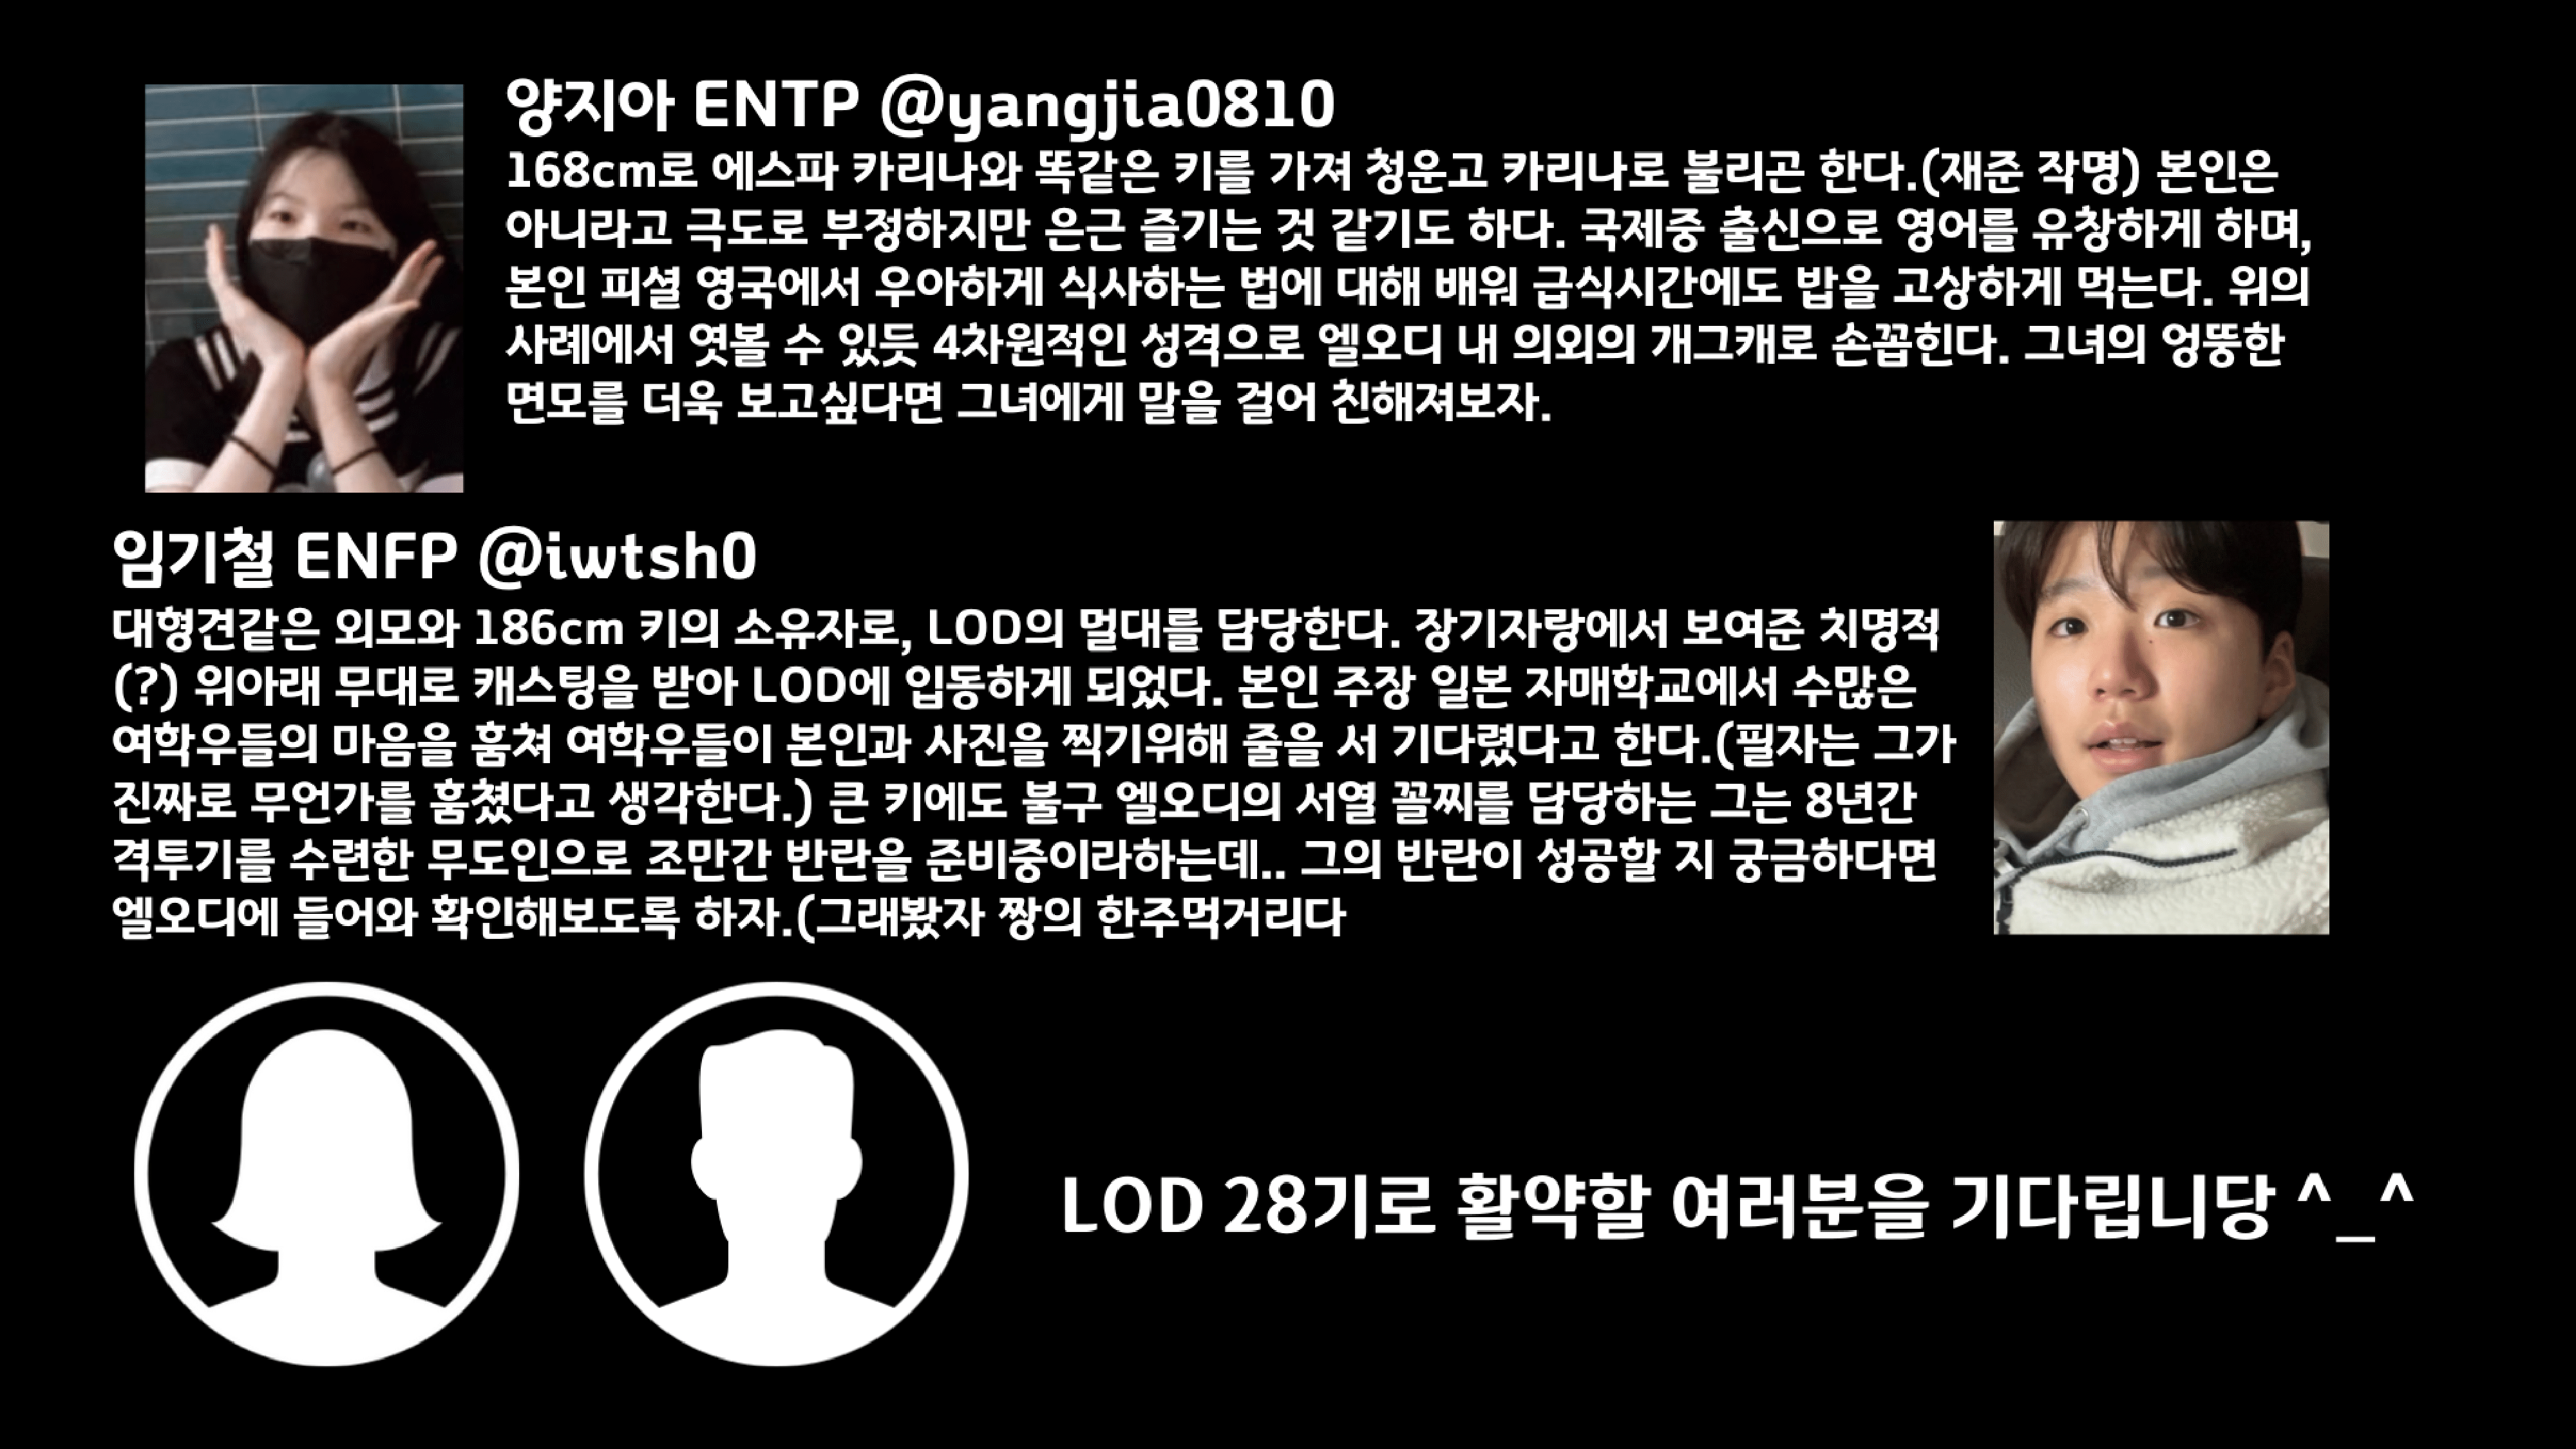 양지아 ENTP @yangjia0810
168cm로 에스파 카리나와 똑같은 키를 가져 청운고 카리나로 불리곤 한다.(재준 작명) 본인은
아니라고 극도로 부정하지만 은근 즐기는 것 같기도 하다. 국제중 출신으로 영어를 유창하게 하며,
본인 피셜 영국에서 우아하게 식사하는 법에 대해 배워 급식시간에도 밥을 고상하게 먹는다. 위의
사례에서 엿볼 수 있듯 4차원적인 성격으로 엘오디 내 의외의 개그캐로 손꼽힌다. 그녀의 엉뚱한
면모를 더욱 보고싶다면 그녀에게 말을 걸어 친해져보자.
임기철 ENFP @iwtsh0
대형견같은 외모와 186cm 키의 소유자로, LOD의 멀대를 담당한다. 장기자랑에서 보여준 치명적
(?) 위아래 무대로 캐스팅을 받아 LOD에 입동하게 되었다. 본인 주장 일본 자매학교에서 수많은
여학우들의 마음을 훔쳐 여학우들이 본인과 사진을 찍기위해 줄을 서 기다렸다고 한다.(필자는 그가
진짜로 무언가를 훔쳤다고 생각한다.) 큰 키에도 불구 엘오디의 서열 꼴찌를 담당하는 그는 8년간
격투기를 수련한 무도인으로 조만간 반란을 준비중이라하는데.. 그의 반란이 성공할 지 궁금하다면
엘오디에 들어와 확인해보도록 하자.(그래봤자 짱의 한주먹거리다
LOD 28기로 활약할 여러분을 기다립니당 ^_^